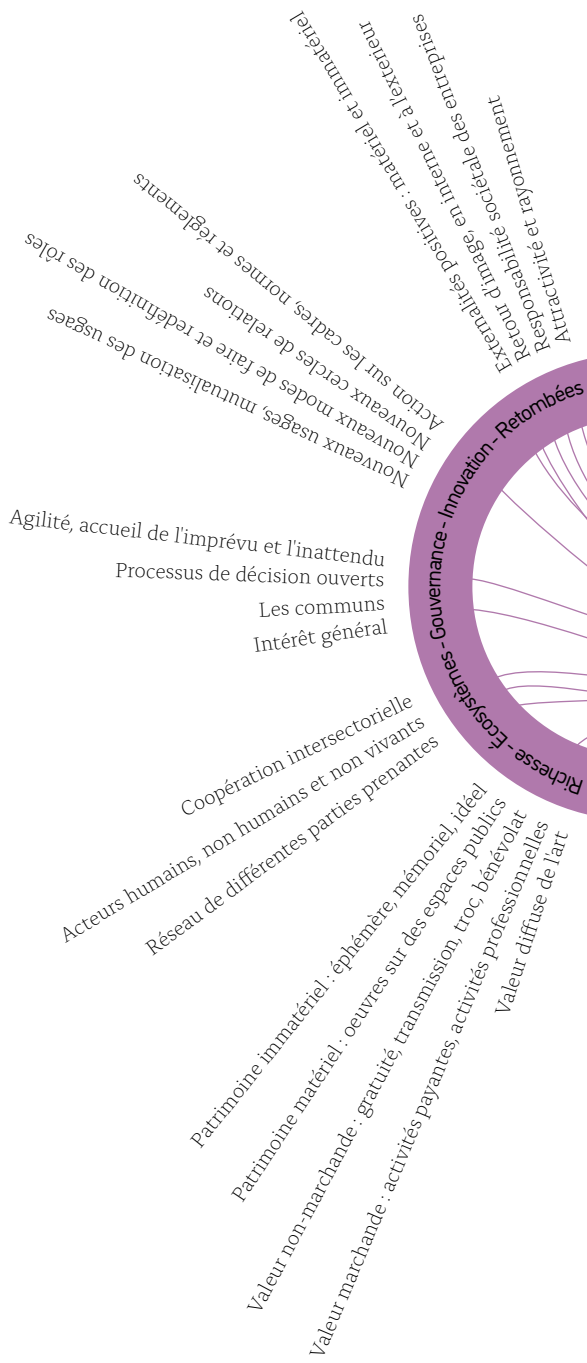 Attractivité et rayonnement
Responsabilité sociétale des entreprises
Retour d'image, en interne et à l'exterieur
Externalités positives : matériel et immatériel
Action sur les cadres, normes et réglements
Nouveaux cercles de relations
Nouveaux modes de faire et redéfinition des rôles
Nouveaux usages, mutualisation des usgaes
Agilité, accueil de l'imprévu et l'inattendu
Processus de décision ouverts
Les communs
Intérêt général
Coopération intersectorielle
Acteurs humains, non humains et non vivants
Réseau de différentes parties prenantes
Patrimoine immatériel : éphémère, mémoriel, idéel
Patrimoine matériel : oeuvres sur des espaces publics
Valeur non-marchande : gratuité, transmission, troc, bénévolat
Valeur marchande : activités payantes, activités professionnelles
Valeur diffuse de l'art
Richesse - Écosystèmes - Gouvernance - Innovation - Retombées